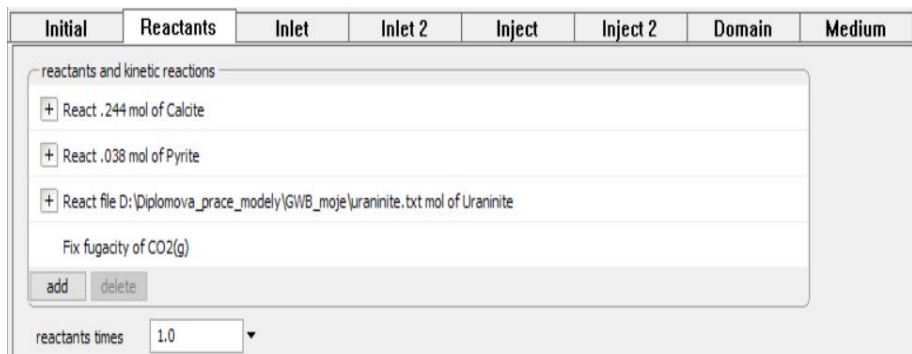 Initial Reactants Inlet Inlet 2 Inject Inject 2 Domain Medium
reactants and kinetic reactions
+ React .244 mol of Calcite
+ React .038 mol of Pyrite
+ React file D:\Diplomova_prace_modely\GWB_moje\uraninite.txt mol of Uraninite
Fix fugacity of CO2(g)
add delete
reactants times 1.0